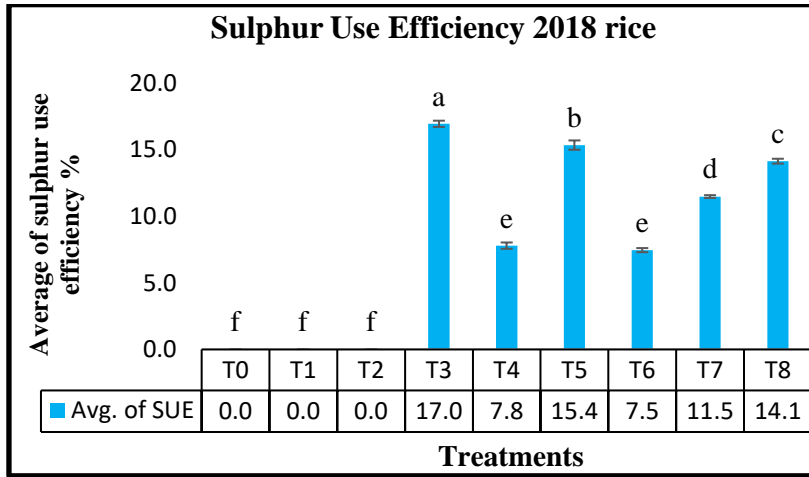 Sulphur Use Efficiency 2018 rice
Average of sulphur use
efficiency %
20.0
15.0
10.0
5.0
0.0
f f f a e b e d c
T0 T1 T2 T3 T4 T5 T6 T7 T8
Avg. of SUE 0.0 0.0 0.0 17.0 7.8 15.4 7.5 11.5 14.1
Treatments